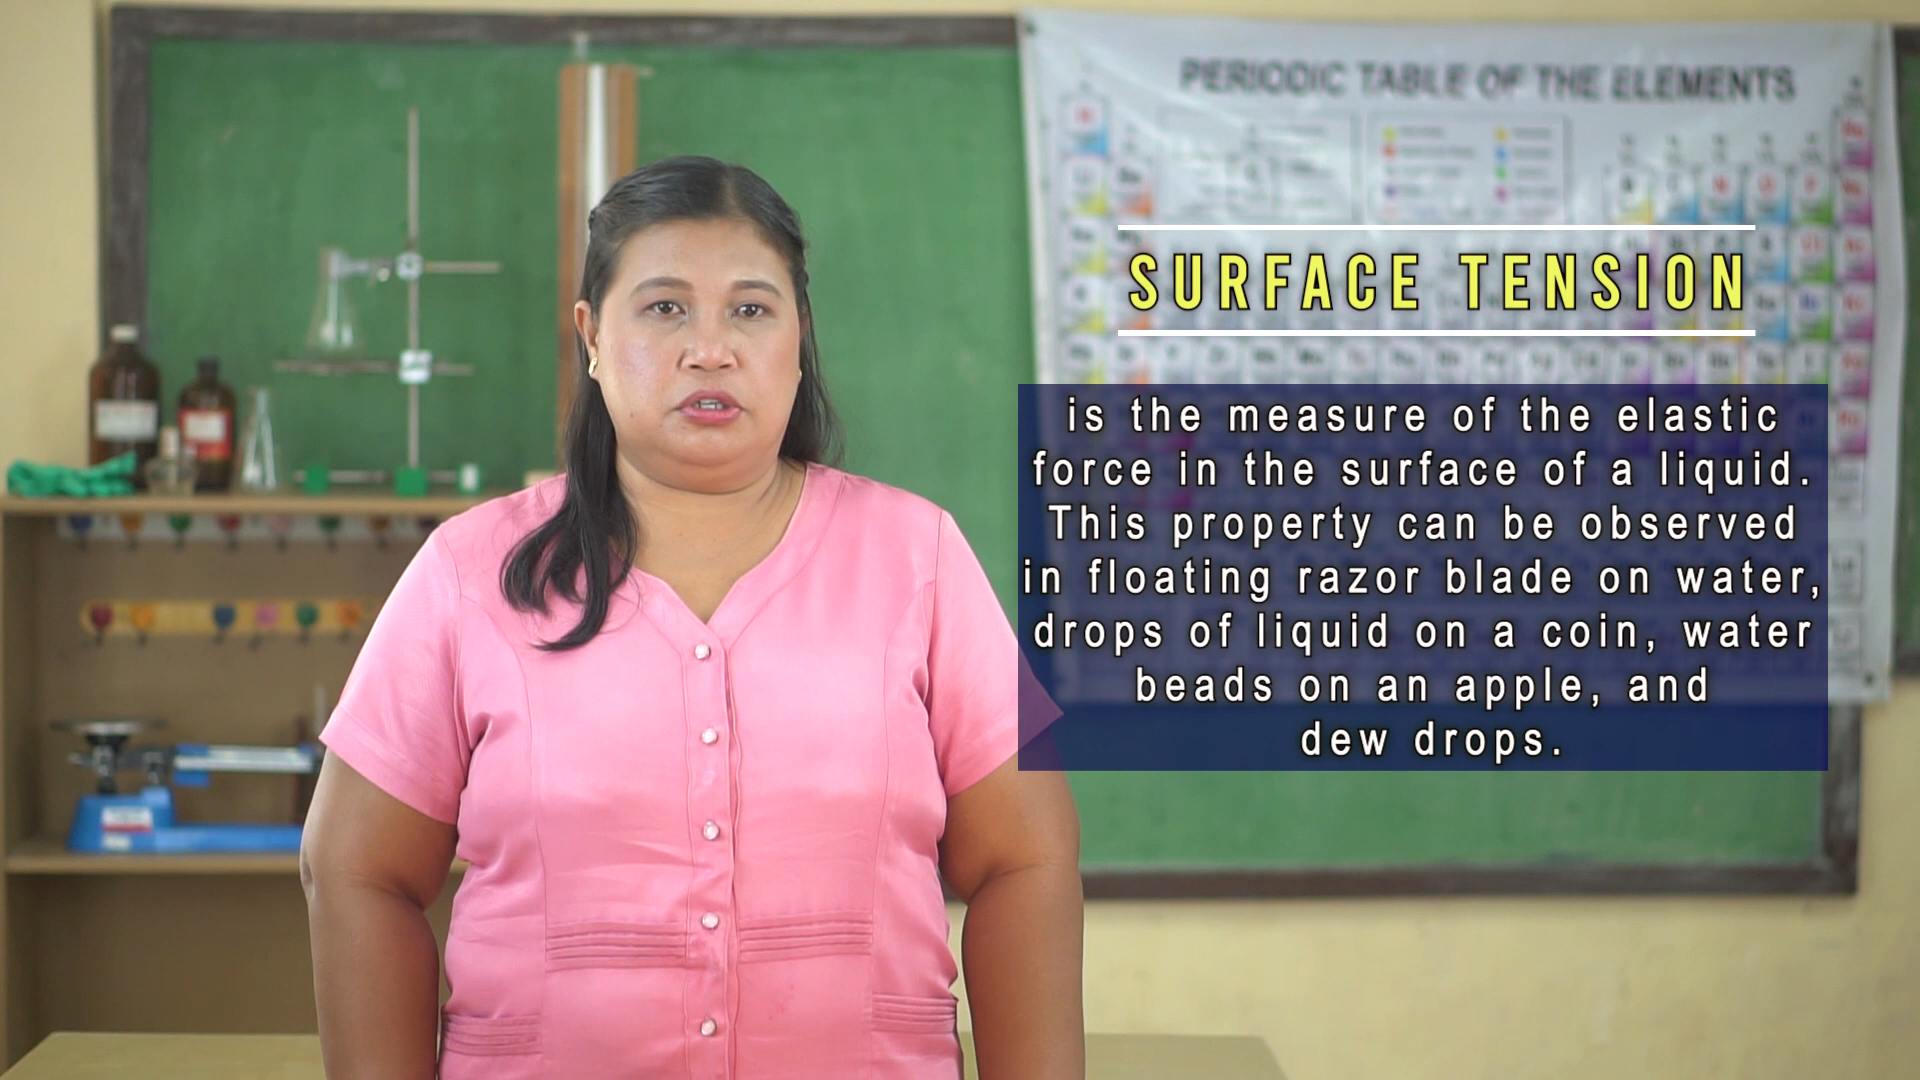 PERIODIC TABLE OF THE ELEMENTS
SURFACE TENSION
is the measure of the elastic
force in the surface of a liquid.
This property can be observed
in floating razor blade on water,
drops of liquid on a coin, water
beads on an apple, and
dew drops.